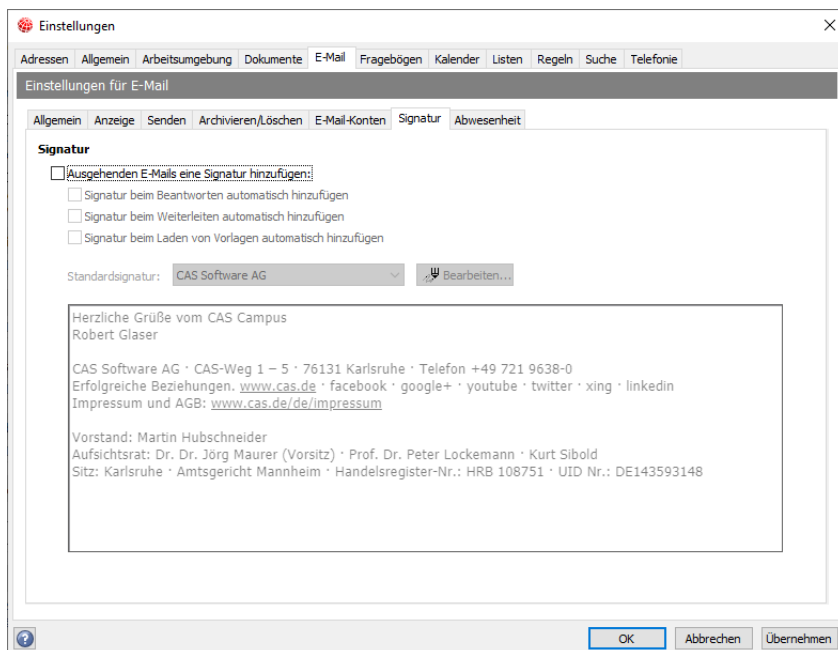 Einstellungen
Adressen Allgemein Arbeitsumgebung Dokumente E-Mail Fragebögen Kalender Listen Regeln Suche Telefonie
Einstellungen für E-Mail
Allgemein Anzeige Senden Archivieren/Löschen E-Mail-Konten Signatur Abwesenheit
Signatur
Ausgehenden E-Mails eine Signatur hinzufügen:
Signatur beim Beantworten automatisch hinzufügen
Signatur beim Weiterleiten automatisch hinzufügen
Signatur beim Laden von Vorlagen automatisch hinzufügen
Standardsignatur: CAS Software AG Bearbeiten...
Herzliche Grüße vom CAS Campus
Robert Glaser
CAS Software AG · CAS-Weg 1 – 5 · 76131 Karlsruhe · Telefon +49 721 9638-0
Erfolgreiche Beziehungen. www.cas.de · facebook · google+ · youtube · twitter · xing · linkedin
Impressum und AGB: www.cas.de/de/impressum
Vorstand: Martin Hubschneider
Aufsichtsrat: Dr. Dr. Jörg Maurer (Vorsitz) · Prof. Dr. Peter Lockemann · Kurt Sibold
Sitz: Karlsruhe · Amtsgericht Mannheim · Handelsregister-Nr.: HRB 108751 · UID Nr.: DE143593148
? OK Abbrechen Übernehmen